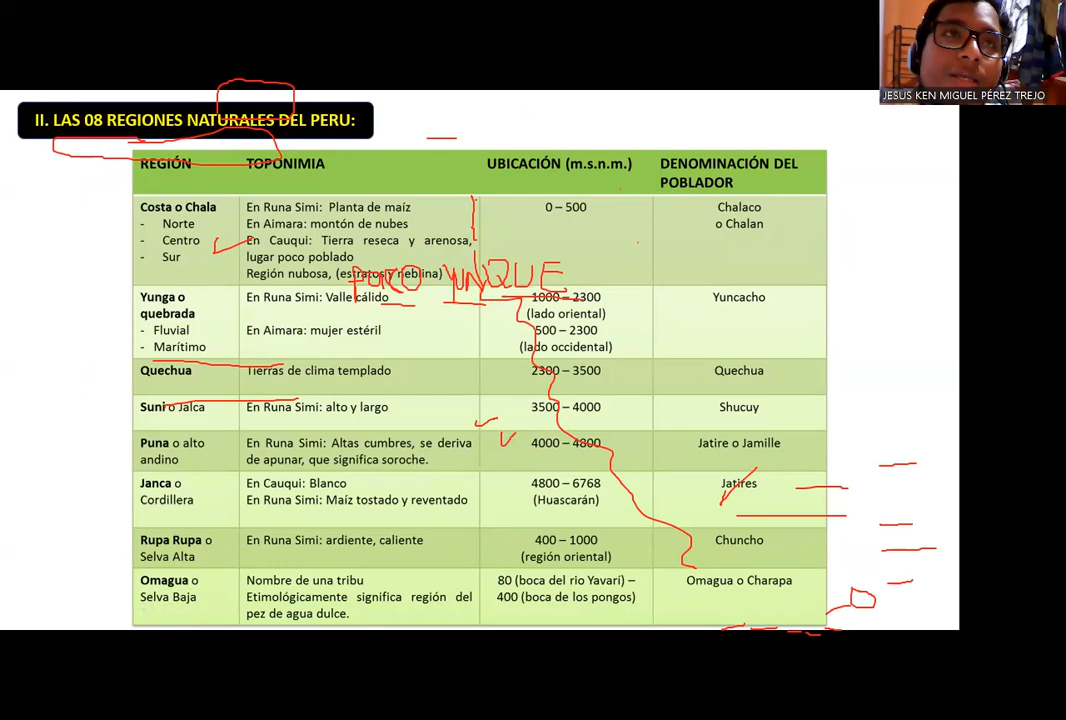 JESUS KEN MIGUEL PÉREZ TREJO
II. LAS 08 REGIONES NATURALES DEL PERU:
REGIÓN TOPONIMIA UBICACIÓN (m.s.n.m.) DENOMINACIÓN DEL POBLADOR
Costa o Chala
- Norte
- Centro
- Sur
En Runa Simi: Planta de maíz
En Aimara: montón de nubes
En Cauqui: Tierra reseca y arenosa,
lugar poco poblado
Región nubosa, (estratos y neblina)
0 – 500
Chalaco
o Chalan
POCO YUNQUE
Yunga o
quebrada
- Fluvial
- Marítimo
En Runa Simi: Valle cálido
En Aimara: mujer estéril
1000 – 2300
(lado oriental)
500 – 2300
(lado occidental)
Yuncacho
Quechua
Tierras de clima templado
2300 – 3500
Quechua
Suni o Jalca
En Runa Simi: alto y largo
3500 – 4000
Shucuy
Puna o alto
andino
En Runa Simi: Altas cumbres, se deriva
de apunar, que significa soroche.
4000 – 4800
Jatire o Jamille
Janca o
Cordillera
En Cauqui: Blanco
En Runa Simi: Maíz tostado y reventado
4800 – 6768
(Huascarán)
Jatires
Rupa Rupa o
Selva Alta
En Runa Simi: ardiente, caliente
400 – 1000
(región oriental)
Chuncho
Omagua o
Selva Baja
Nombre de una tribu
Etimológicamente significa región del
pez de agua dulce.
80 (boca del rio Yavarí) –
400 (boca de los pongos)
Omagua o Charapa